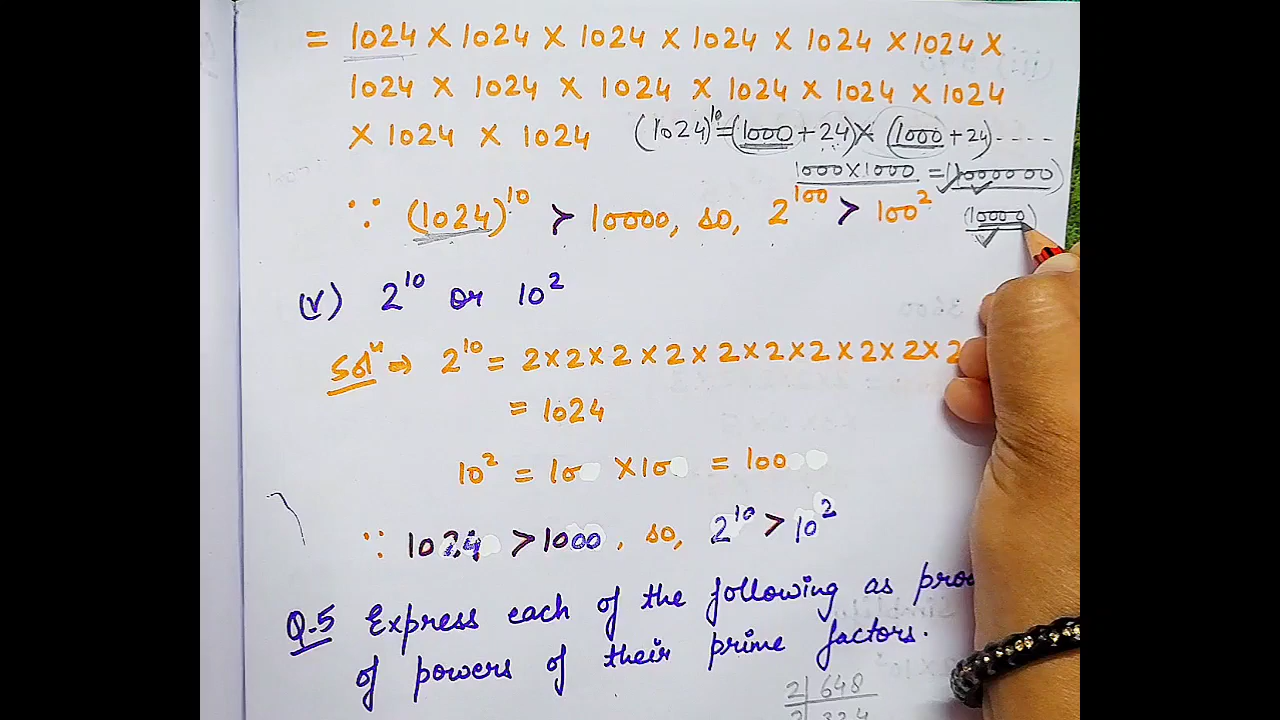 = 1024 × 1024 × 1024 × 1024 × 1024 × 1024 ×
1024 × 1024 × 1024 × 1024 × 1024 × 1024
× 1024 × 1024 (1024)¹⁰ = (1000 + 24) × (1000 + 24) -----
1000 × 1000 = (1000000)
∵ (1024)¹⁰ > 10000, so, 2¹⁰⁰ > 100² (10000)
(v) 2¹⁰ or 10²
Solⁿ ⇒ 2¹⁰ = 2×2×2×2×2×2×2×2×2×2
= 1024
10² = 10 × 10 = 100
∵ 1024 > 1000, so, 2¹⁰ > 10²
Q.5 Express each of the following as
of powers of their prime factors.
2 | 648
2 | 324